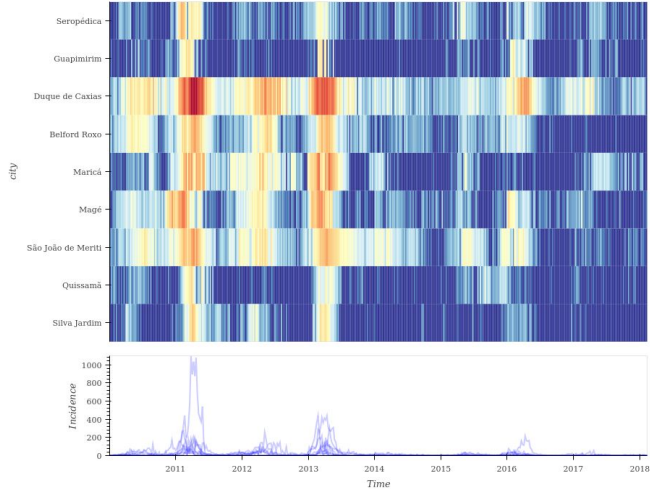 Seropédica
Guapimirim
Duque de Caxias
Belford Roxo
Maricá
Magé
São João de Meriti
Quissamã
Silva Jardim
city
1000
800
600
400
200
0
Incidence
2011 2012 2013 2014 2015 2016 2017 2018
Time